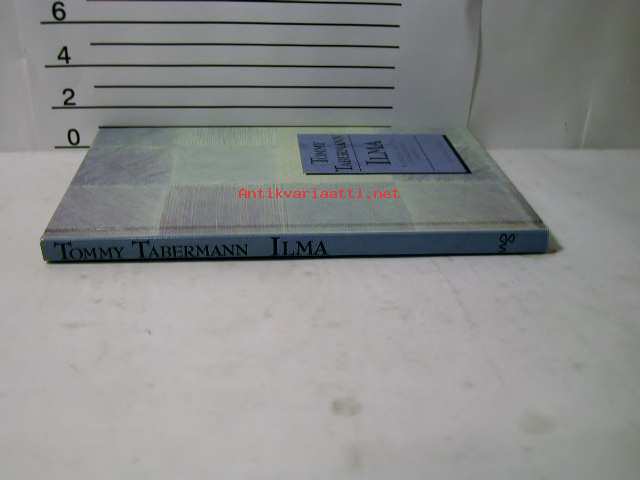 6
4
2
0
TOMMY
TABERMANN
ILMA
Antikvariaatti.net
TOMMY TABERMANN ILMA